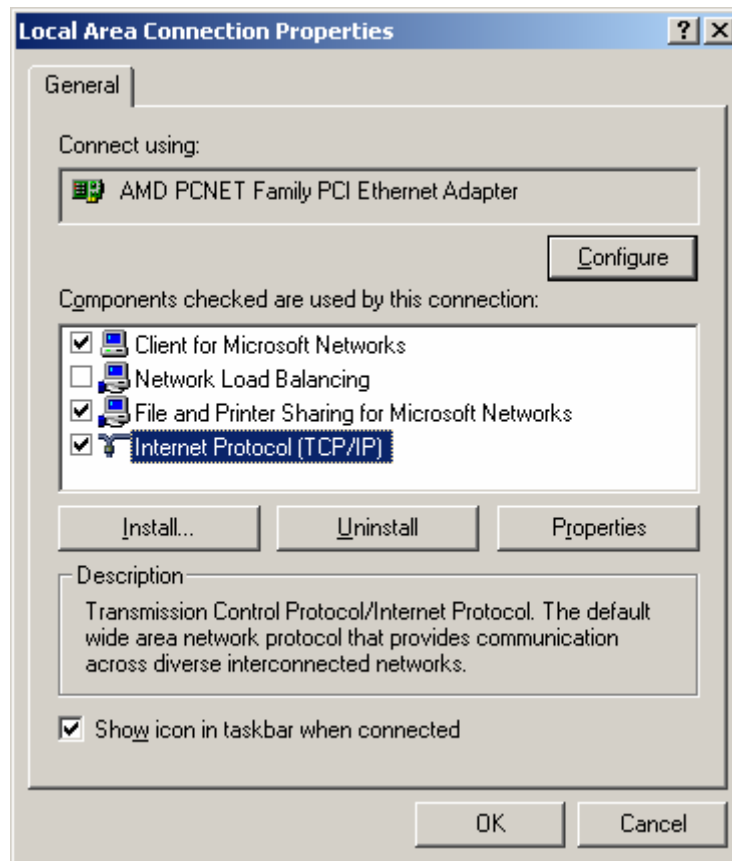 Local Area Connection Properties
General
Connect using:
AMD PCNET Family PCI Ethernet Adapter
Configure
Components checked are used by this connection:
Client for Microsoft Networks
Network Load Balancing
File and Printer Sharing for Microsoft Networks
Internet Protocol (TCP/IP)
Install... Uninstall Properties
Description
Transmission Control Protocol/Internet Protocol. The default
wide area network protocol that provides communication
across diverse interconnected networks.
Show icon in taskbar when connected
OK Cancel